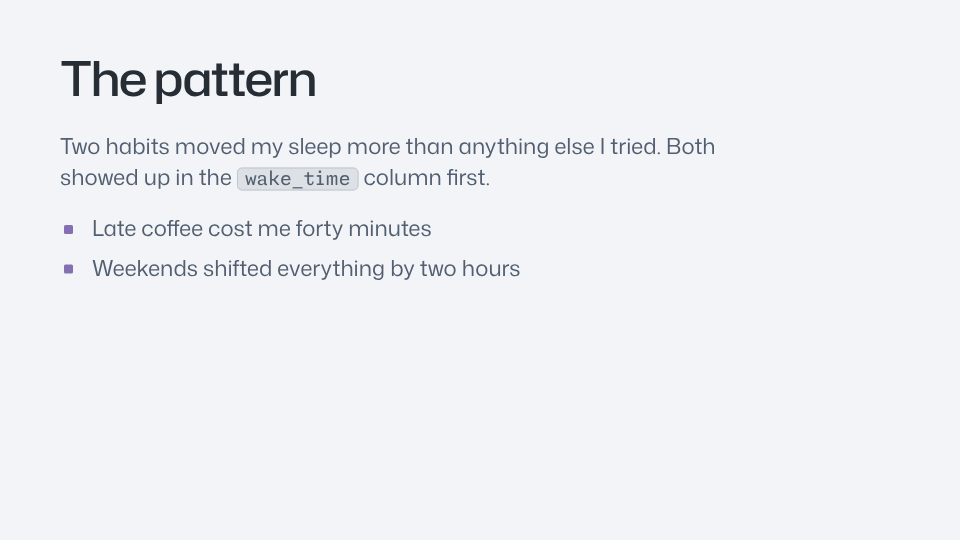 The pattern
Two habits moved my sleep more than anything else I tried. Both
showed up in the wake_time column first.
Late coffee cost me forty minutes
Weekends shifted everything by two hours